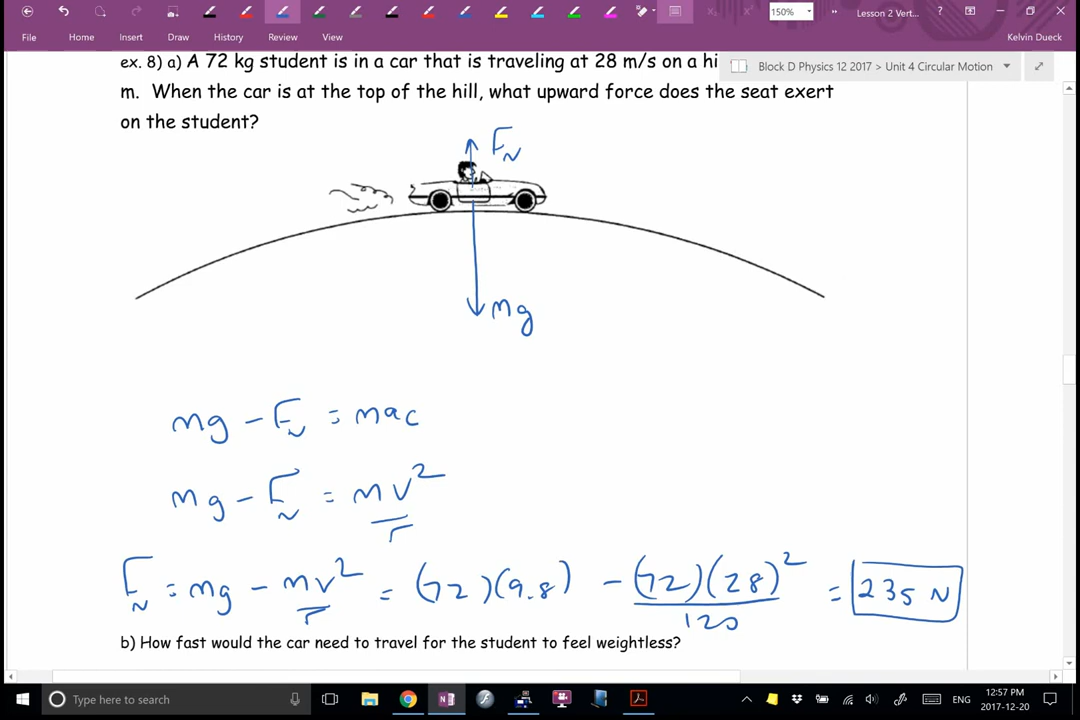 150%
Lesson 2 Vert...
?
File Home Insert Draw History Review View
Kelvin Dueck
Block D Physics 12 2017 > Unit 4 Circular Motion
ex. 8) a) A 72 kg student is in a car that is traveling at 28 m/s on a hi
m. When the car is at the top of the hill, what upward force does the seat exert
on the student?
F_N
mg
mg - F_N = mac
mg - F_N = mv²/r
F_N = mg - mv²/r = (72)(9.8) - (72)(28)²/120 = 235 N
b) How fast would the car need to travel for the student to feel weightless?
Type here to search
ENG
12:57 PM
2017-12-20